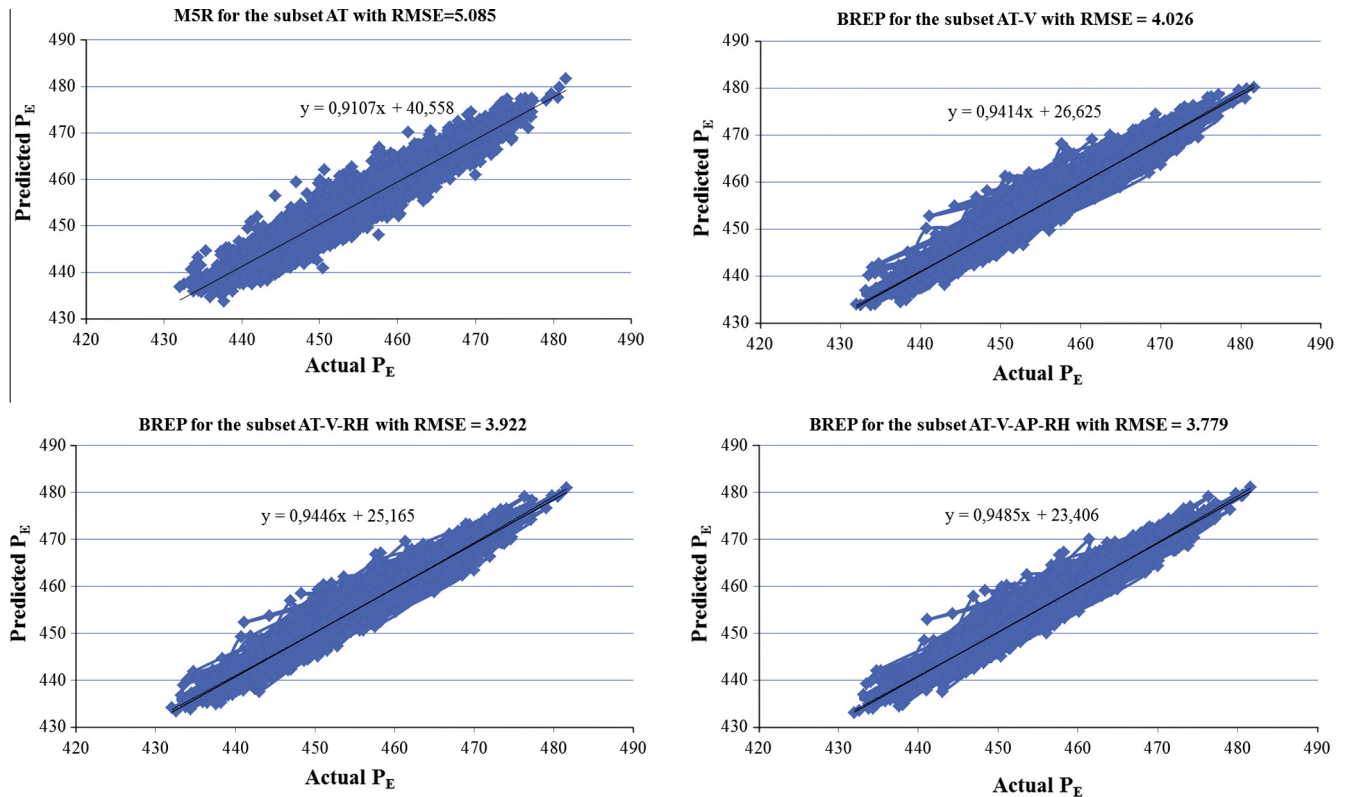 M5R for the subset AT with RMSE=5.085
490
480
470
460
450
440
430
420 430 440 450 460 470 480 490
y = 0,9107x + 40,558
Predicted PE
Actual PE
BREP for the subset AT-V with RMSE = 4.026
490
480
470
460
450
440
430
420 430 440 450 460 470 480 490
y = 0,9414x + 26,625
Predicted PE
Actual PE
BREP for the subset AT-V-RH with RMSE = 3.922
490
480
470
460
450
440
430
420 430 440 450 460 470 480 490
y = 0,9446x + 25,165
Predicted PE
Actual PE
BREP for the subset AT-V-AP-RH with RMSE = 3.779
490
480
470
460
450
440
430
420 430 440 450 460 470 480 490
y = 0,9485x + 23,406
Predicted PE
Actual PE